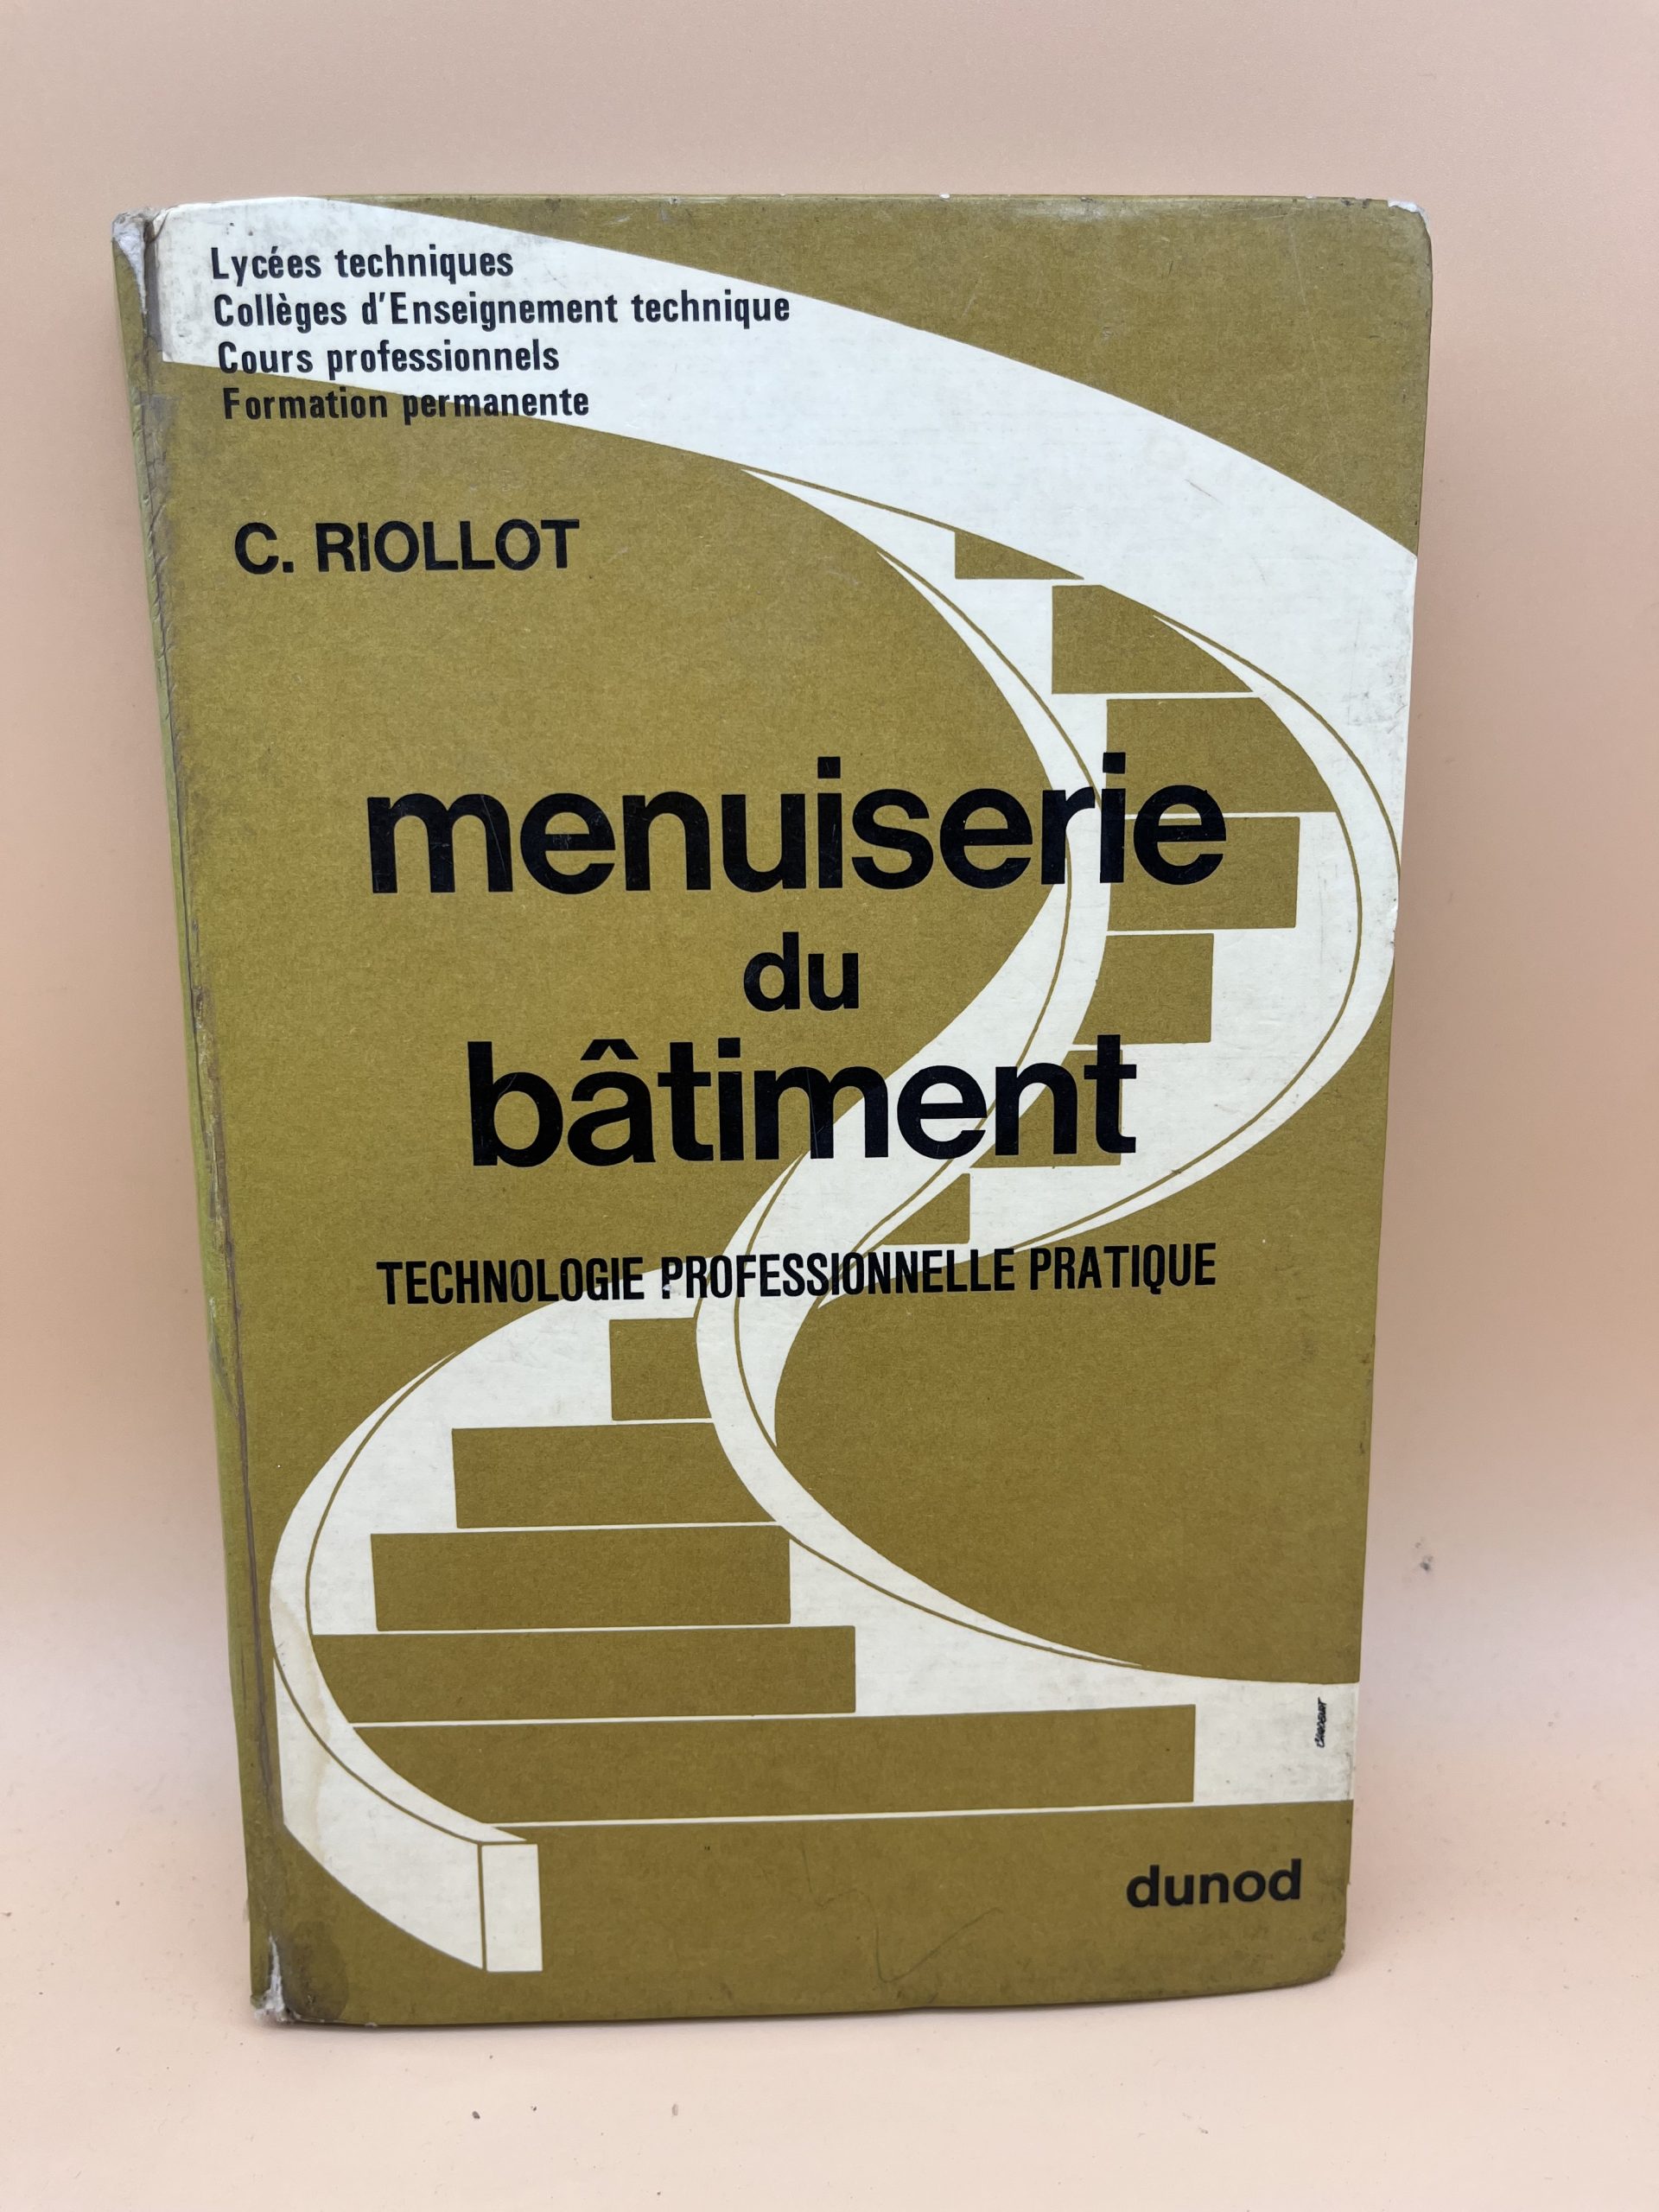 Lycées techniques
Collèges d'Enseignement technique
Cours professionnels
Formation permanente
C. RIOLLOT
menuiserie
du
bâtiment
TECHNOLOGIE PROFESSIONNELLE PRATIQUE
dunod